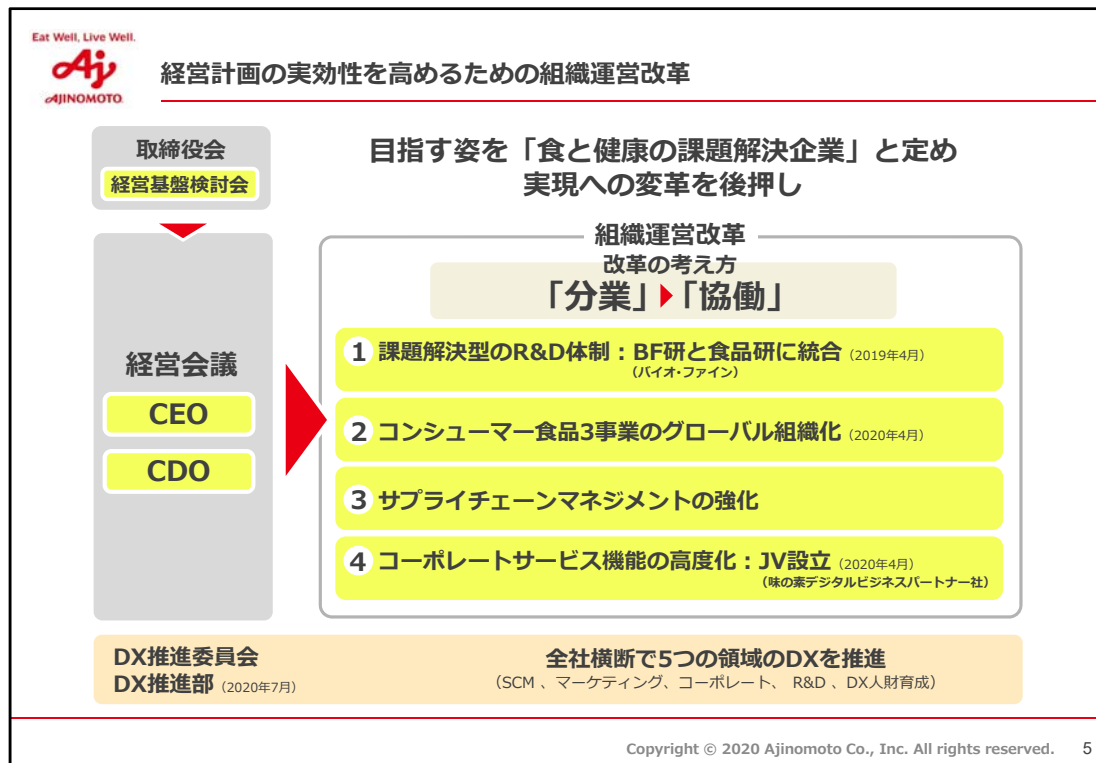 Eat Well, Live Well.
Aj
AJINOMOTO
経営計画の実効性を高めるための組織運営改革
取締役会
経営基盤検討会
目指す姿を「食と健康の課題解決企業」と定め
実現への変革を後押し
経営会議
CEO
CDO
組織運営改革
改革の考え方
「分業」▶「協働」
1 課題解決型のR&D体制：BF研と食品研に統合（2019年4月）
（バイオ・ファイン）
2 コンシューマー食品3事業のグローバル組織化（2020年4月）
3 サプライチェーンマネジメントの強化
4 コーポレートサービス機能の高度化：JV設立（2020年4月）
（味の素デジタルビジネスパートナー社）
DX推進委員会
DX推進部（2020年7月）
全社横断で5つの領域のDXを推進
（SCM 、マーケティング、コーポレート、 R&D 、DX人財育成）
Copyright © 2020 Ajinomoto Co., Inc. All rights reserved. 5